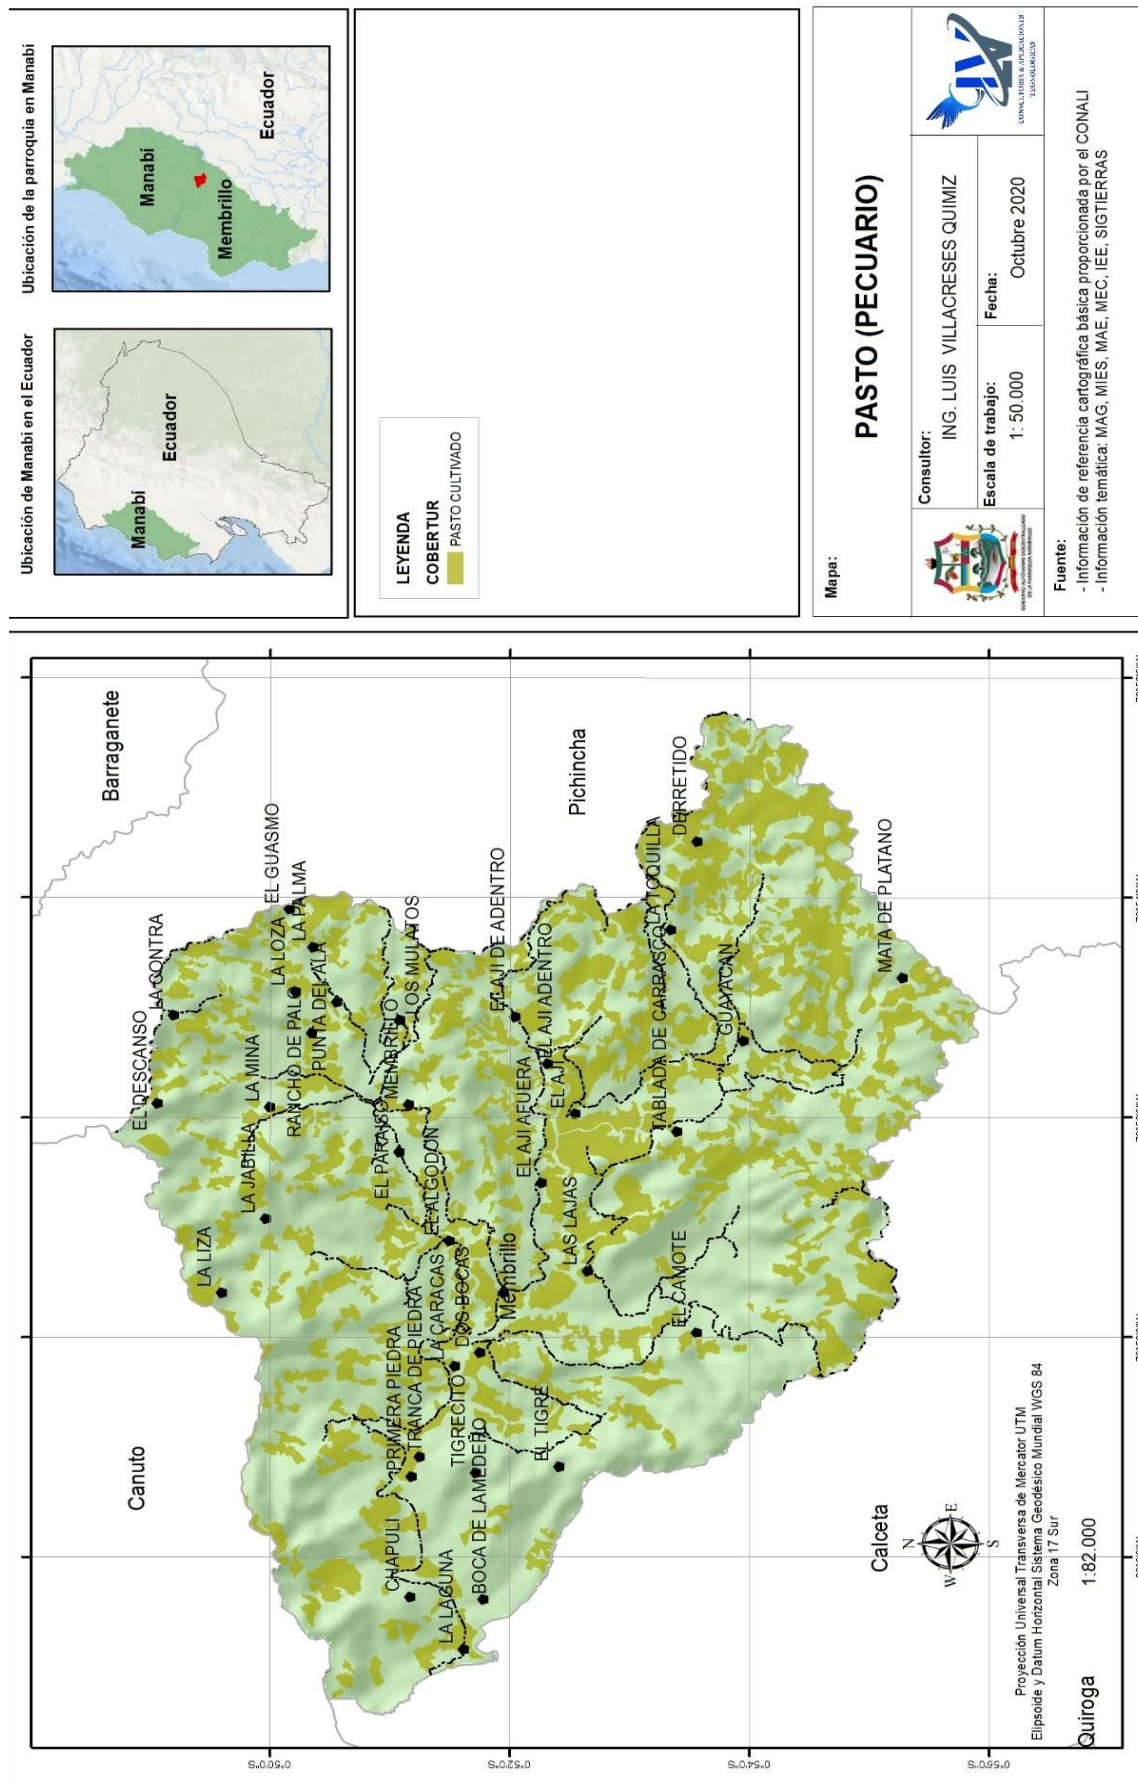 Ubicación de Manabí en el Ecuador
Manabí
Ecuador
Ubicación de la parroquia en Manabí
Manabí
Membrillo
Ecuador
LEYENDA
COBERTUR
PASTO CULTIVADO
Mapa:
PASTO (PECUARIO)
Consultor:
ING. LUIS VILLACRESES QUIMIZ
Escala de trabajo:
1: 50.000
Fecha:
Octubre 2020
CONSULTORIA & APLICACIONES
TEGNOLOGICAS
Fuente:
- Información de referencia cartográfica básica proporcionada por el CONALI
- Información temática: MAG, MIES, MAE, MEC, IEE, SIGTIERRAS
Barraganete
Canuto
Pichincha
Calceta
Quiroga
EL DESCANSO
LA CONTRA
EL GUASMO
LA PALMA
LA LOZA
PUNTA DEL ALA
RANCHO DE PALO
LA MINA
LA JABILLA
LA LIZA
LOS MULATOS
MEMBRILLO
EL PARAISO
EL ALGODON
EL AJI DE ADENTRO
EL AJI ADENTRO
EL AJI
EL AJI AFUERA
LAS LAJAS
Membrillo
DOS BOCAS
LA CARACAS
TRANCA DE PIEDRA
PRIMERA PIEDRA
TIGRECITO
BOCA DE LAMEDERO
EL TIGRE
CHAPULI
LA LAGUNA
EL CAMOTE
TABLADA DE CARRASCO
LA TOQUILLA
DERRETIDO
GUAYACAN
MATA DE PLATANO
N
W
E
S
Proyección Universal Transversa de Mercator UTM
Elipsoide y Datum Horizontal Sistema Geodésico Mundial WGS 84
Zona 17 Sur
1:82.000
0°50'0"S
0°52'0"S
0°54'0"S
0°56'0"S